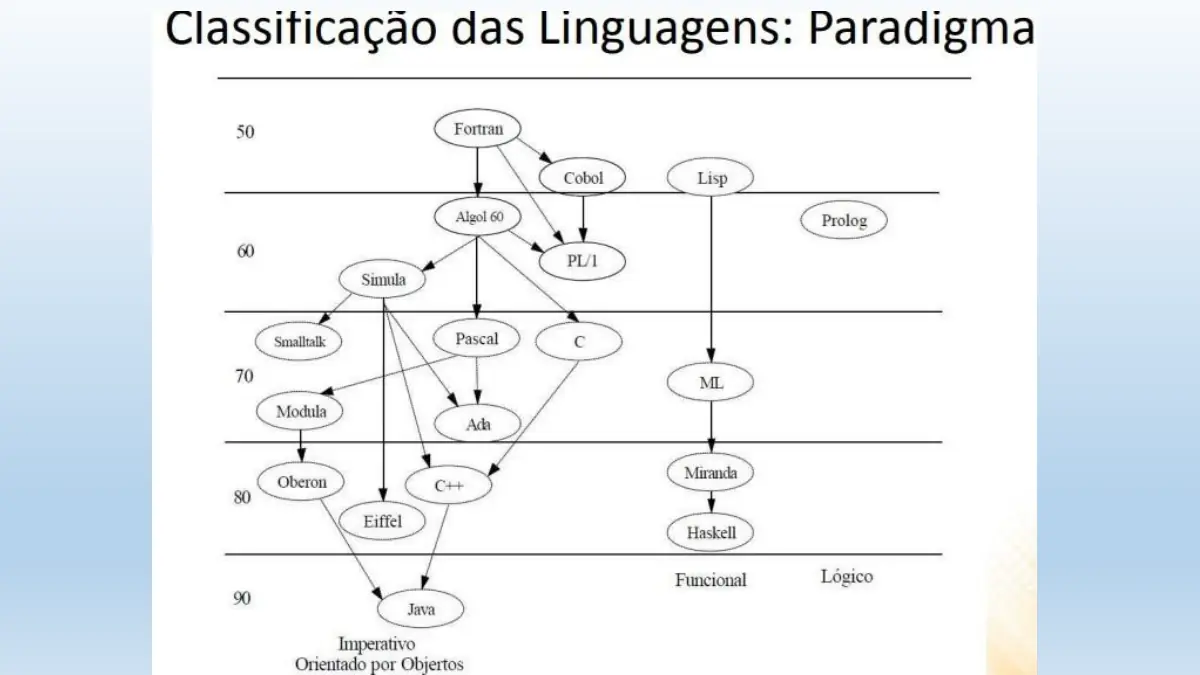 Classificação das Linguagens: Paradigma
50
Fortran
Cobol
Lisp
Algol 60
Prolog
60
PL/1
Simula
Smalltalk
Pascal
C
70
ML
Modula
Ada
Miranda
Oberon
C++
80
Eiffel
Haskell
Funcional
Lógico
90
Java
Imperativo
Orientado por Objertos